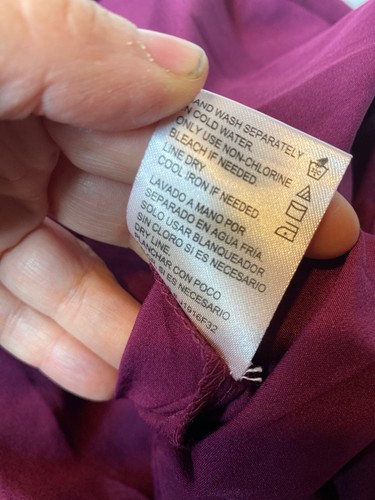 HAND WASH SEPARATELY
IN COLD WATER
ONLY USE NON-CHLORINE
BLEACH IF NEEDED
LINE DRY
COOL IRON IF NEEDED
LAVADO A MANO POR
SEPARADO EN AGUA FRIA
SOLO USAR BLANQUEADOR
SIN CLORO SI ES NECESARIO
DRY LINE
PLANCHAR CON POCO
SI ES NECESARIO
1916F32